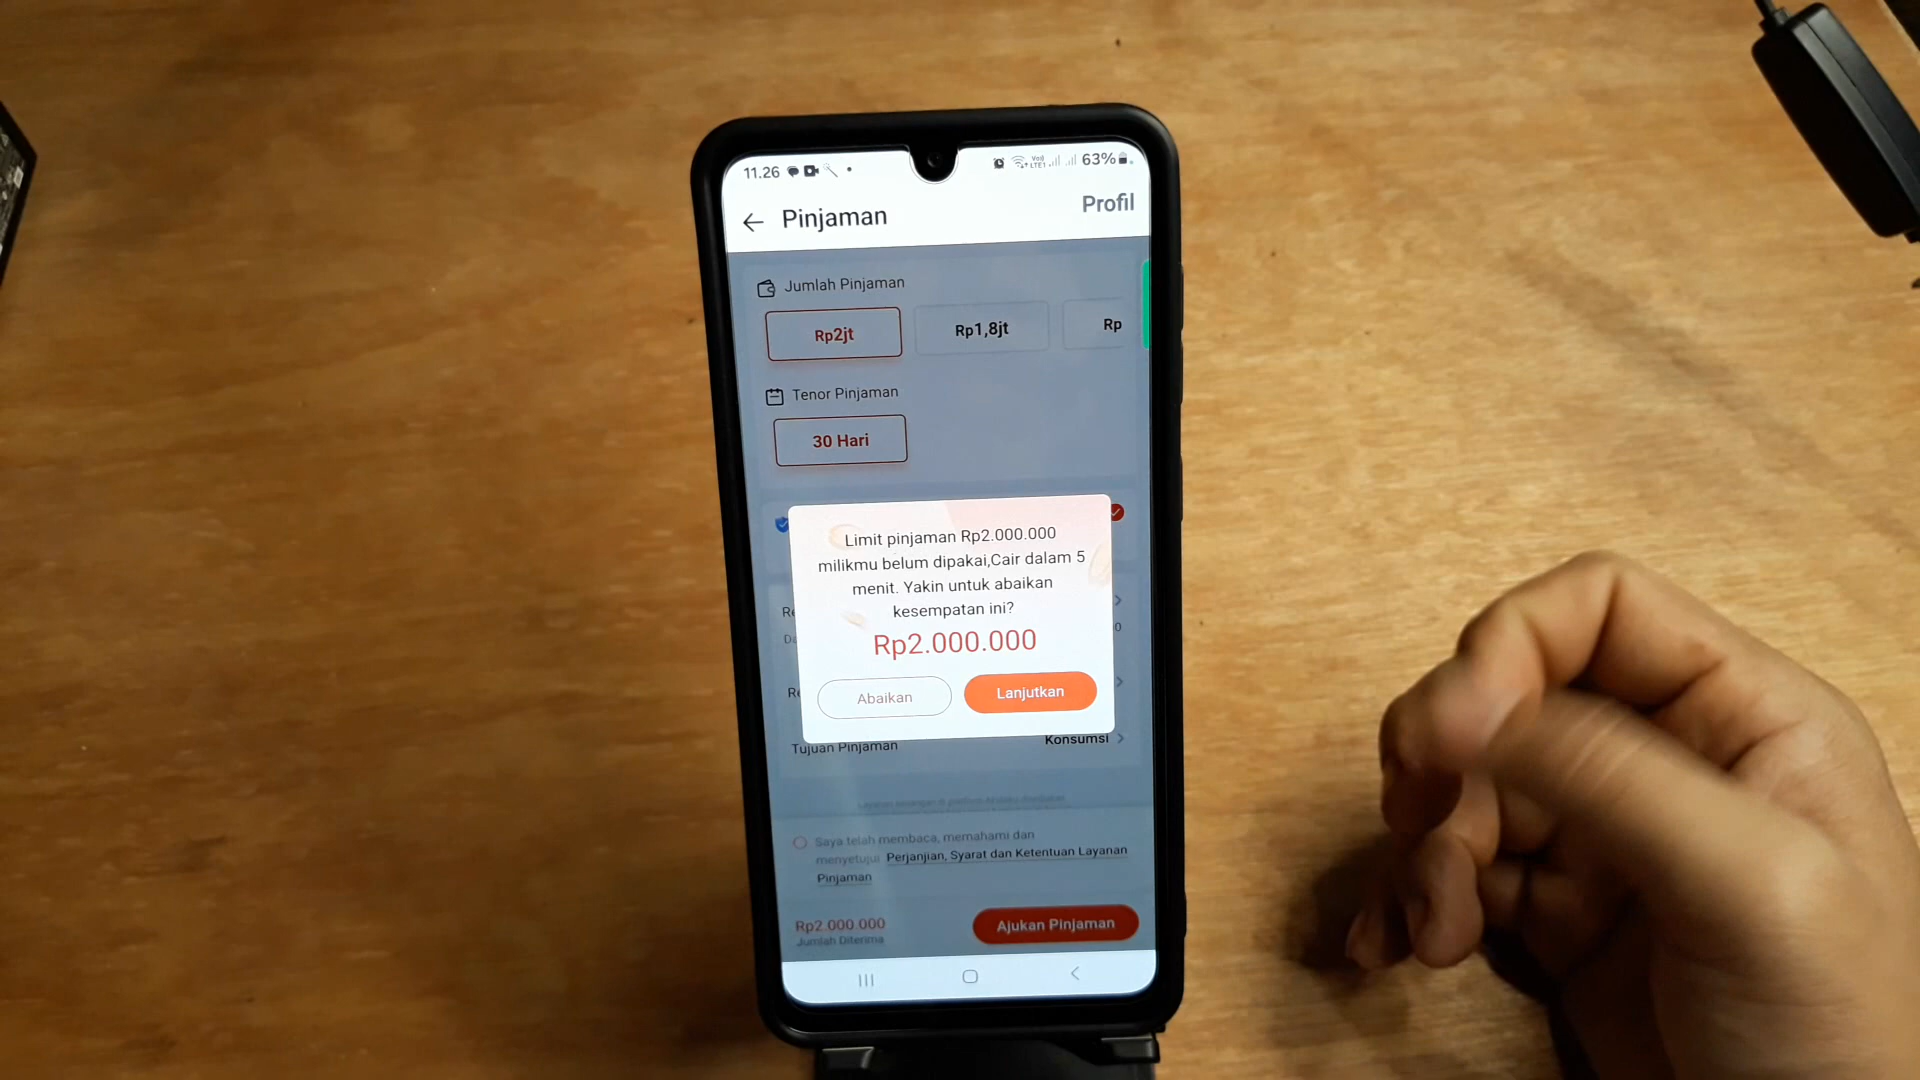 11.26
63%
Pinjaman
Profil
Jumlah Pinjaman
Rp2jt
Rp1,8jt
Rp
Tenor Pinjaman
30 Hari
Limit pinjaman Rp2.000.000
milikmu belum dipakai,Cair dalam 5
menit. Yakin untuk abaikan
kesempatan ini?
Rp2.000.000
Abaikan
Lanjutkan
Tujuan Pinjaman
Konsumsi
Saya telah membaca, memahami dan
menyetujui Perjanjian, Syarat dan Ketentuan Layanan
Pinjaman
Rp2.000.000
Jumlah Diterima
Ajukan Pinjaman